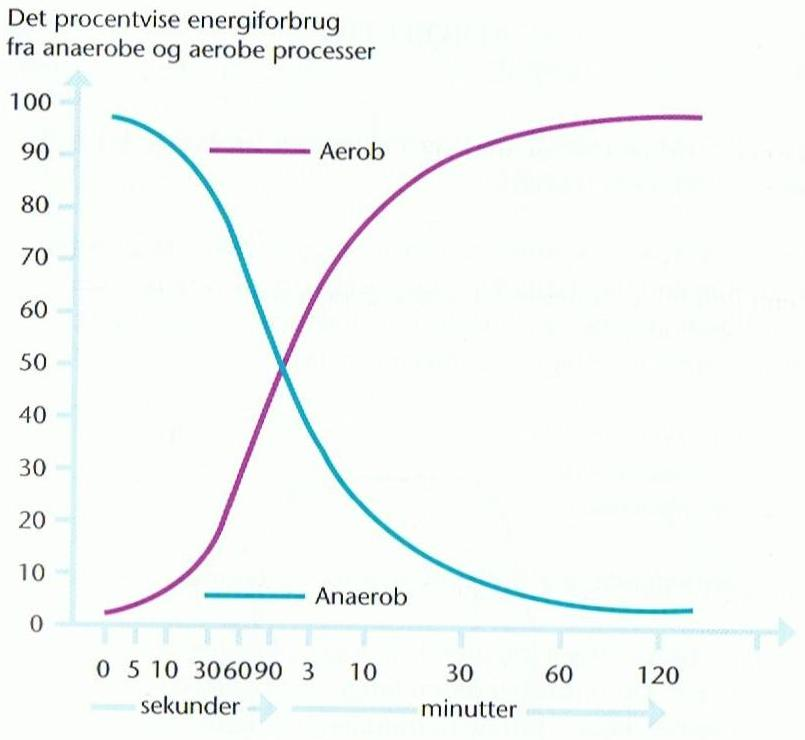 Det procentvise energiforbrug
fra anaerobe og aerobe processer
100
90
80
70
60
50
40
30
20
10
0
Aerob
Anaerob
0 5 10 30 60 90 3 10 30 60 120
sekunder minutter